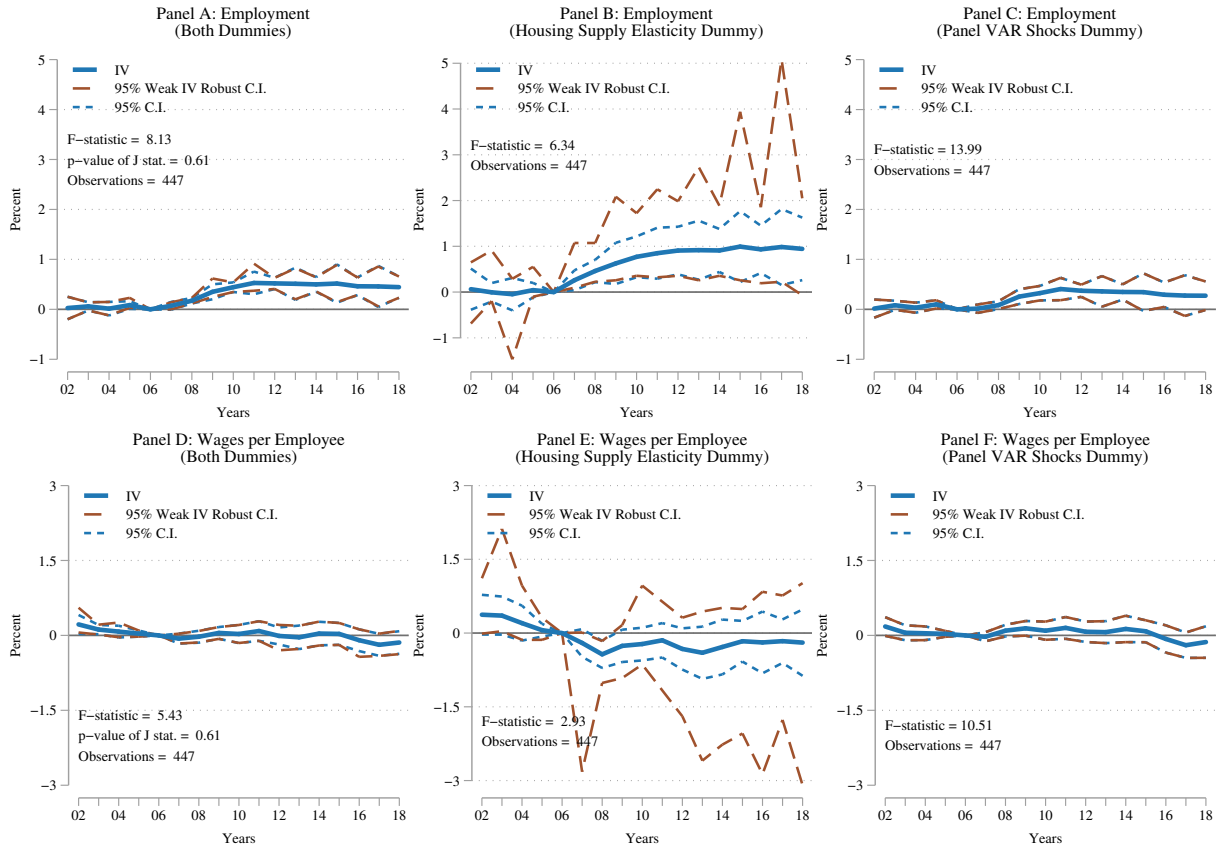 Panel A: Employment
(Both Dummies)
5
4
3
2
1
0
−1
Percent
IV
95% Weak IV Robust C.I.
95% C.I.
F−statistic = 8.13
p−value of J stat. = 0.61
Observations = 447
02 04 06 08 10 12 14 16 18
Years
Panel B: Employment
(Housing Supply Elasticity Dummy)
5
4
3
2
1
0
−1
Percent
IV
95% Weak IV Robust C.I.
95% C.I.
F−statistic = 6.34
Observations = 447
02 04 06 08 10 12 14 16 18
Years
Panel C: Employment
(Panel VAR Shocks Dummy)
5
4
3
2
1
0
−1
Percent
IV
95% Weak IV Robust C.I.
95% C.I.
F−statistic = 13.99
Observations = 447
02 04 06 08 10 12 14 16 18
Years
Panel D: Wages per Employee
(Both Dummies)
3
1.5
0
−1.5
−3
Percent
IV
95% Weak IV Robust C.I.
95% C.I.
F−statistic = 5.43
p−value of J stat. = 0.61
Observations = 447
02 04 06 08 10 12 14 16 18
Years
Panel E: Wages per Employee
(Housing Supply Elasticity Dummy)
3
1.5
0
−1.5
−3
Percent
IV
95% Weak IV Robust C.I.
95% C.I.
F−statistic = 2.93
Observations = 447
02 04 06 08 10 12 14 16 18
Years
Panel F: Wages per Employee
(Panel VAR Shocks Dummy)
3
1.5
0
−1.5
−3
Percent
IV
95% Weak IV Robust C.I.
95% C.I.
F−statistic = 10.51
Observations = 447
02 04 06 08 10 12 14 16 18
Years